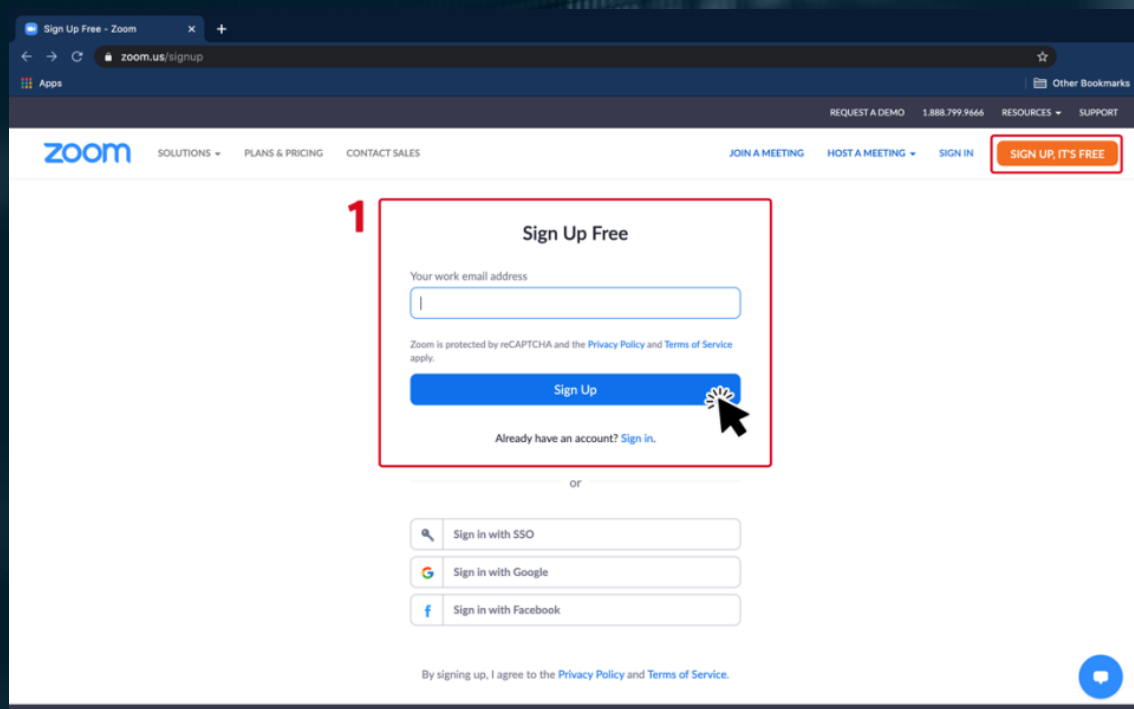 Sign Up Free - Zoom
zoom.us/signup
Apps
Other Bookmarks
REQUEST A DEMO 1.888.799.9666 RESOURCES SUPPORT
zoom SOLUTIONS PLANS & PRICING CONTACT SALES JOIN A MEETING HOST A MEETING SIGN IN SIGN UP, IT'S FREE
1
Sign Up Free
Your work email address
Zoom is protected by reCAPTCHA and the Privacy Policy and Terms of Service
apply.
Sign Up
Already have an account? Sign in.
or
Sign in with SSO
G Sign in with Google
f Sign in with Facebook
By signing up, I agree to the Privacy Policy and Terms of Service.